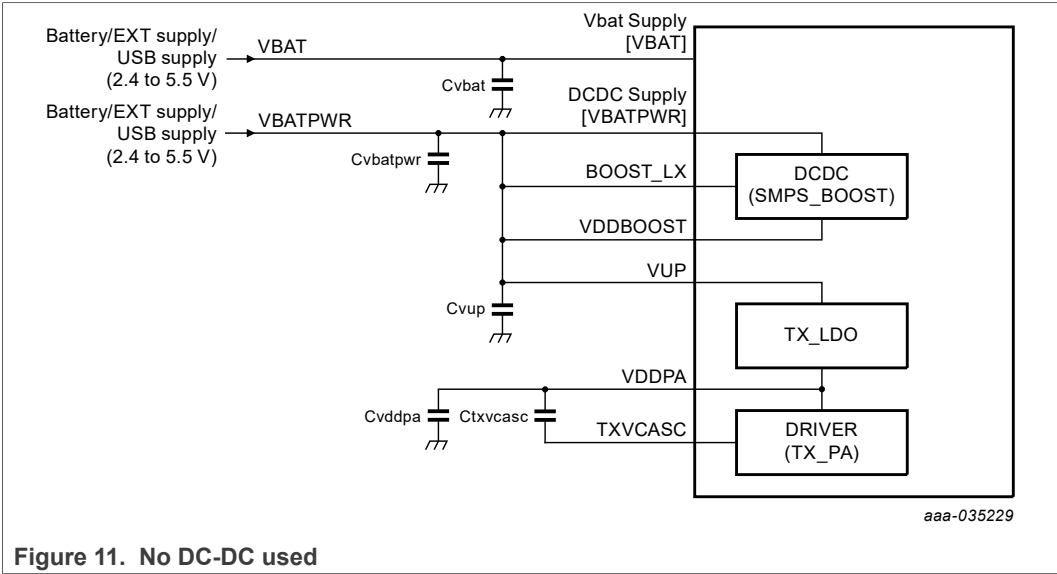 Battery/EXT supply/
USB supply
(2.4 to 5.5 V)
VBAT
Vbat Supply
[VBAT]
Cvbat
Battery/EXT supply/
USB supply
(2.4 to 5.5 V)
VBATPWR
DCDC Supply
[VBATPWR]
Cvbatpwr
BOOST_LX
DCDC
(SMPS_BOOST)
VDDBOOST
VUP
Cvup
TX_LDO
VDDPA
Cvddpa
Ctxvcasc
TXVCASC
DRIVER
(TX_PA)
aaa-035229
Figure 11. No DC-DC used